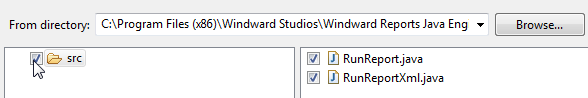 From directory: C:\Program Files (x86)\Windward Studios\Windward Reports Java Eng Browse...
src
RunReport.java
RunReportXml.java